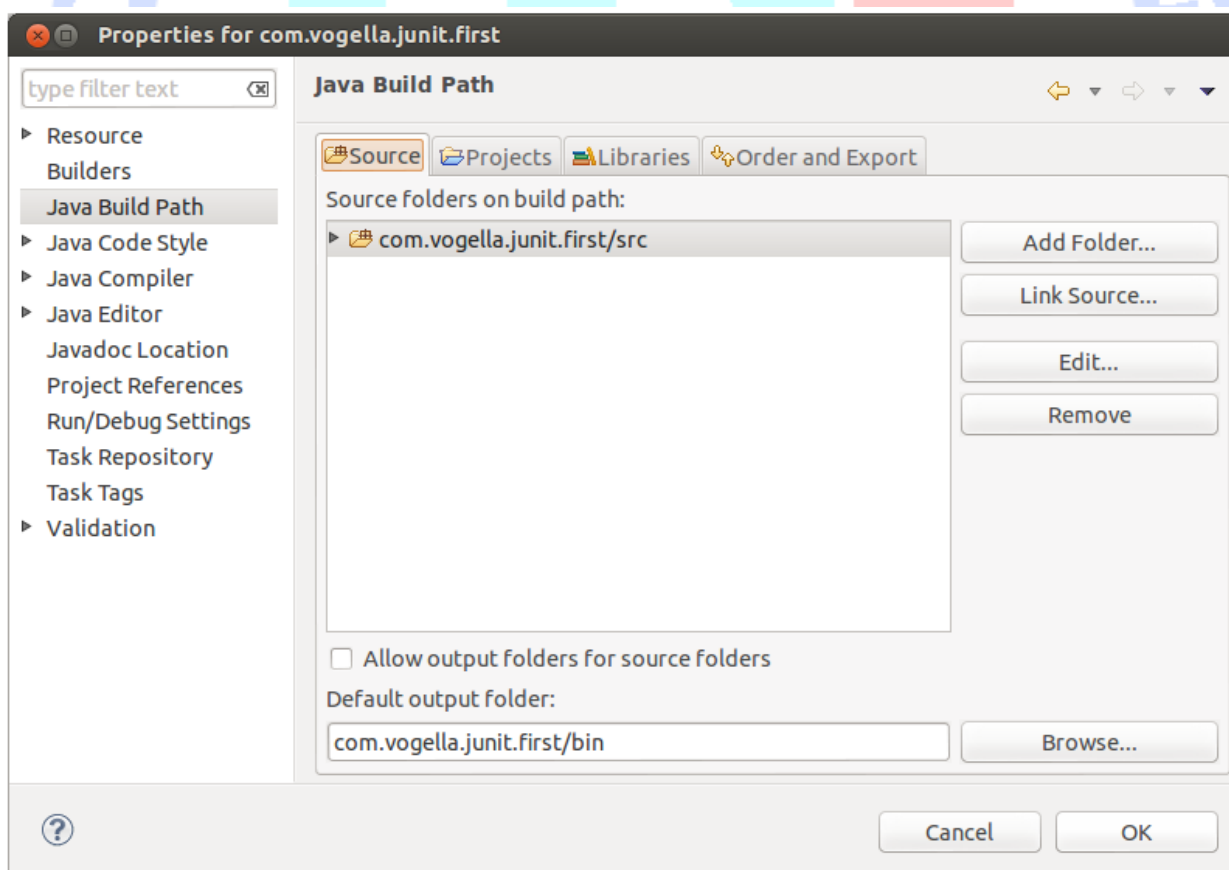 Properties for com.vogella.junit.first
type filter text
Resource
Builders
Java Build Path
Java Code Style
Java Compiler
Java Editor
Javadoc Location
Project References
Run/Debug Settings
Task Repository
Task Tags
Validation
Java Build Path
Source Projects Libraries Order and Export
Source folders on build path:
com.vogella.junit.first/src
Add Folder...
Link Source...
Edit...
Remove
Allow output folders for source folders
Default output folder:
com.vogella.junit.first/bin
Browse...
Cancel OK